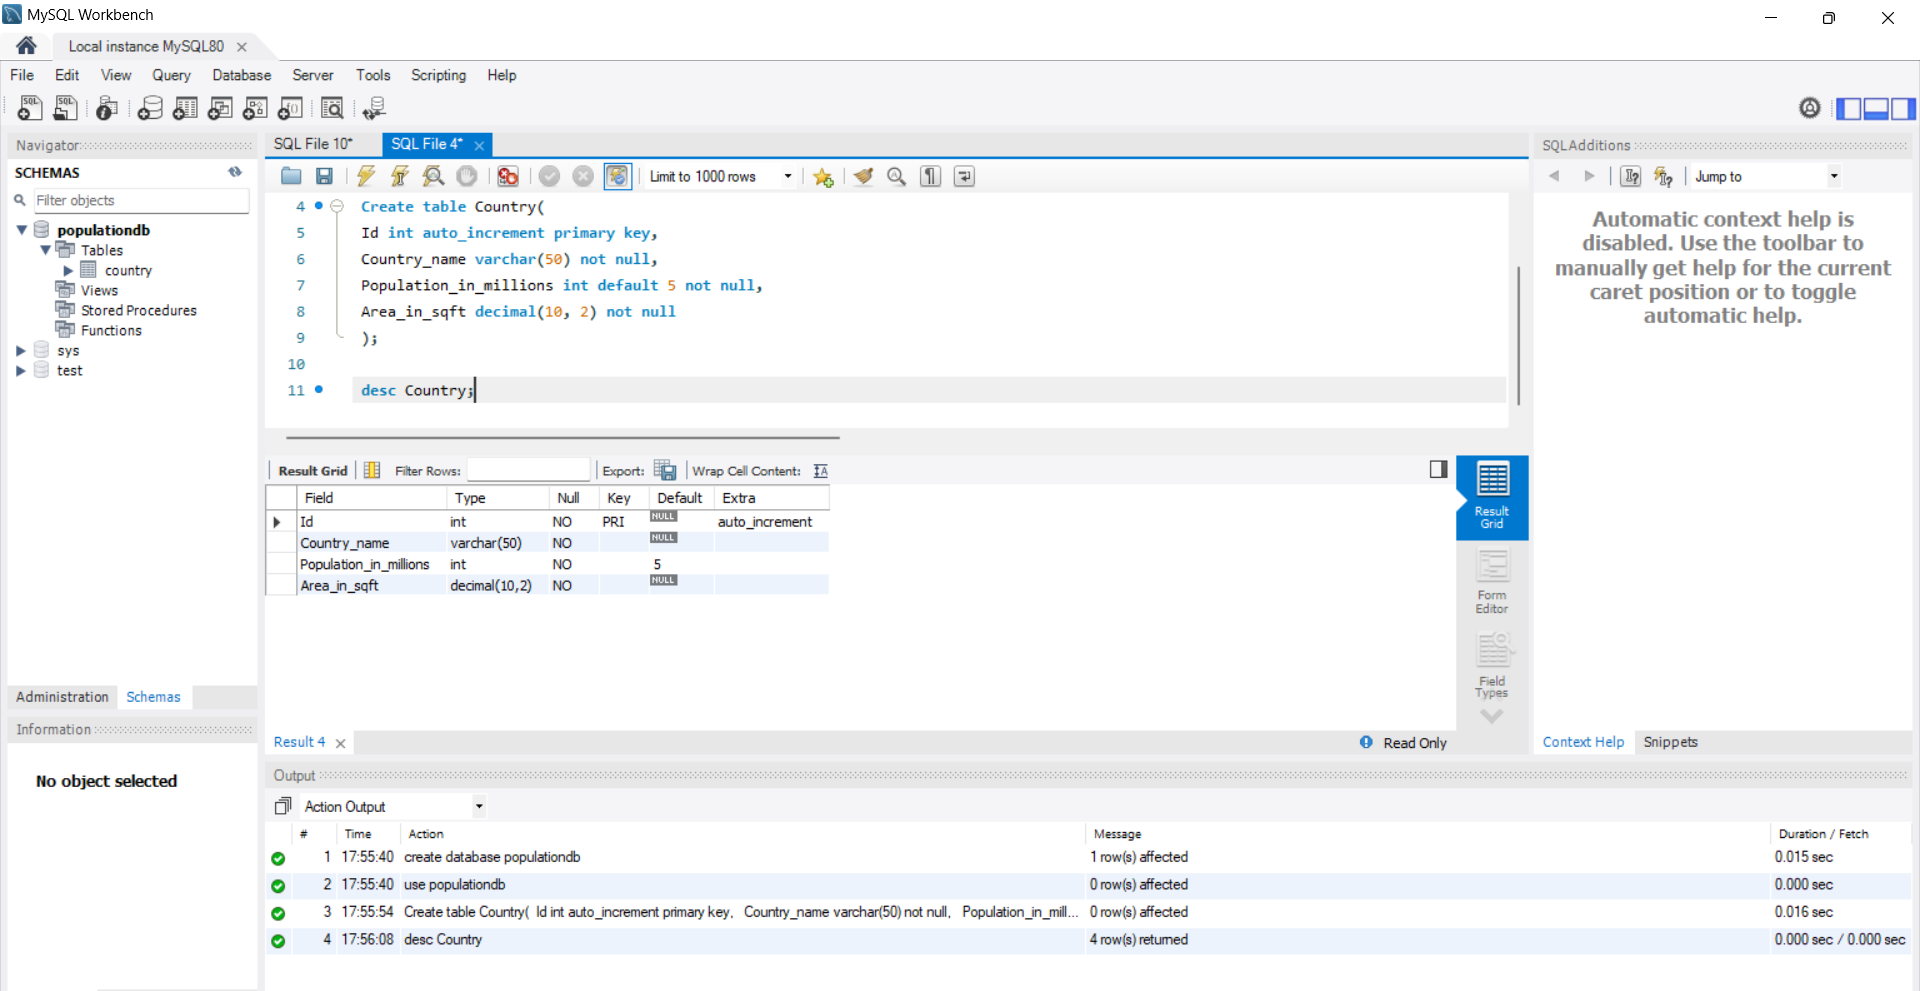 MySQL Workbench
Local instance MySQL80
File Edit View Query Database Server Tools Scripting Help
Navigator
SCHEMAS
Filter objects
populationdb
Tables
country
Views
Stored Procedures
Functions
sys
test
Administration Schemas
Information
No object selected
SQL File 10* SQL File 4*
Limit to 1000 rows
4 Create table Country(
5 Id int auto_increment primary key,
6 Country_name varchar(50) not null,
7 Population_in_millions int default 5 not null,
8 Area_in_sqft decimal(10, 2) not null
9 );
10
11 desc Country;
Result Grid Filter Rows: Export: Wrap Cell Content:
Field Type Null Key Default Extra
Id int NO PRI NULL auto_increment
Country_name varchar(50) NO NULL
Population_in_millions int NO 5
Area_in_sqft decimal(10,2) NO NULL
Result
Grid
Form
Editor
Field
Types
Result 4 Read Only
SQLAdditions
Jump to
Automatic context help is
disabled. Use the toolbar to
manually get help for the current
caret position or to toggle
automatic help.
Context Help Snippets
Output
Action Output
# Time Action Message Duration / Fetch
1 17:55:40 create database populationdb 1 row(s) affected 0.015 sec
2 17:55:40 use populationdb 0 row(s) affected 0.000 sec
3 17:55:54 Create table Country( Id int auto_increment primary key, Country_name varchar(50) not null, Population_in_mill... 0 row(s) affected 0.016 sec
4 17:56:08 desc Country 4 row(s) returned 0.000 sec / 0.000 sec